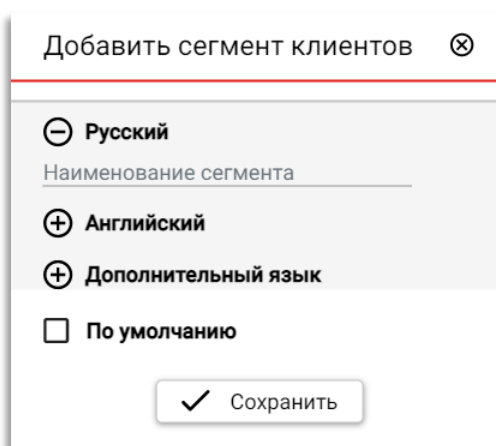 Добавить сегмент клиентов
Русский
Наименование сегмента
Английский
Дополнительный язык
По умолчанию
Сохранить